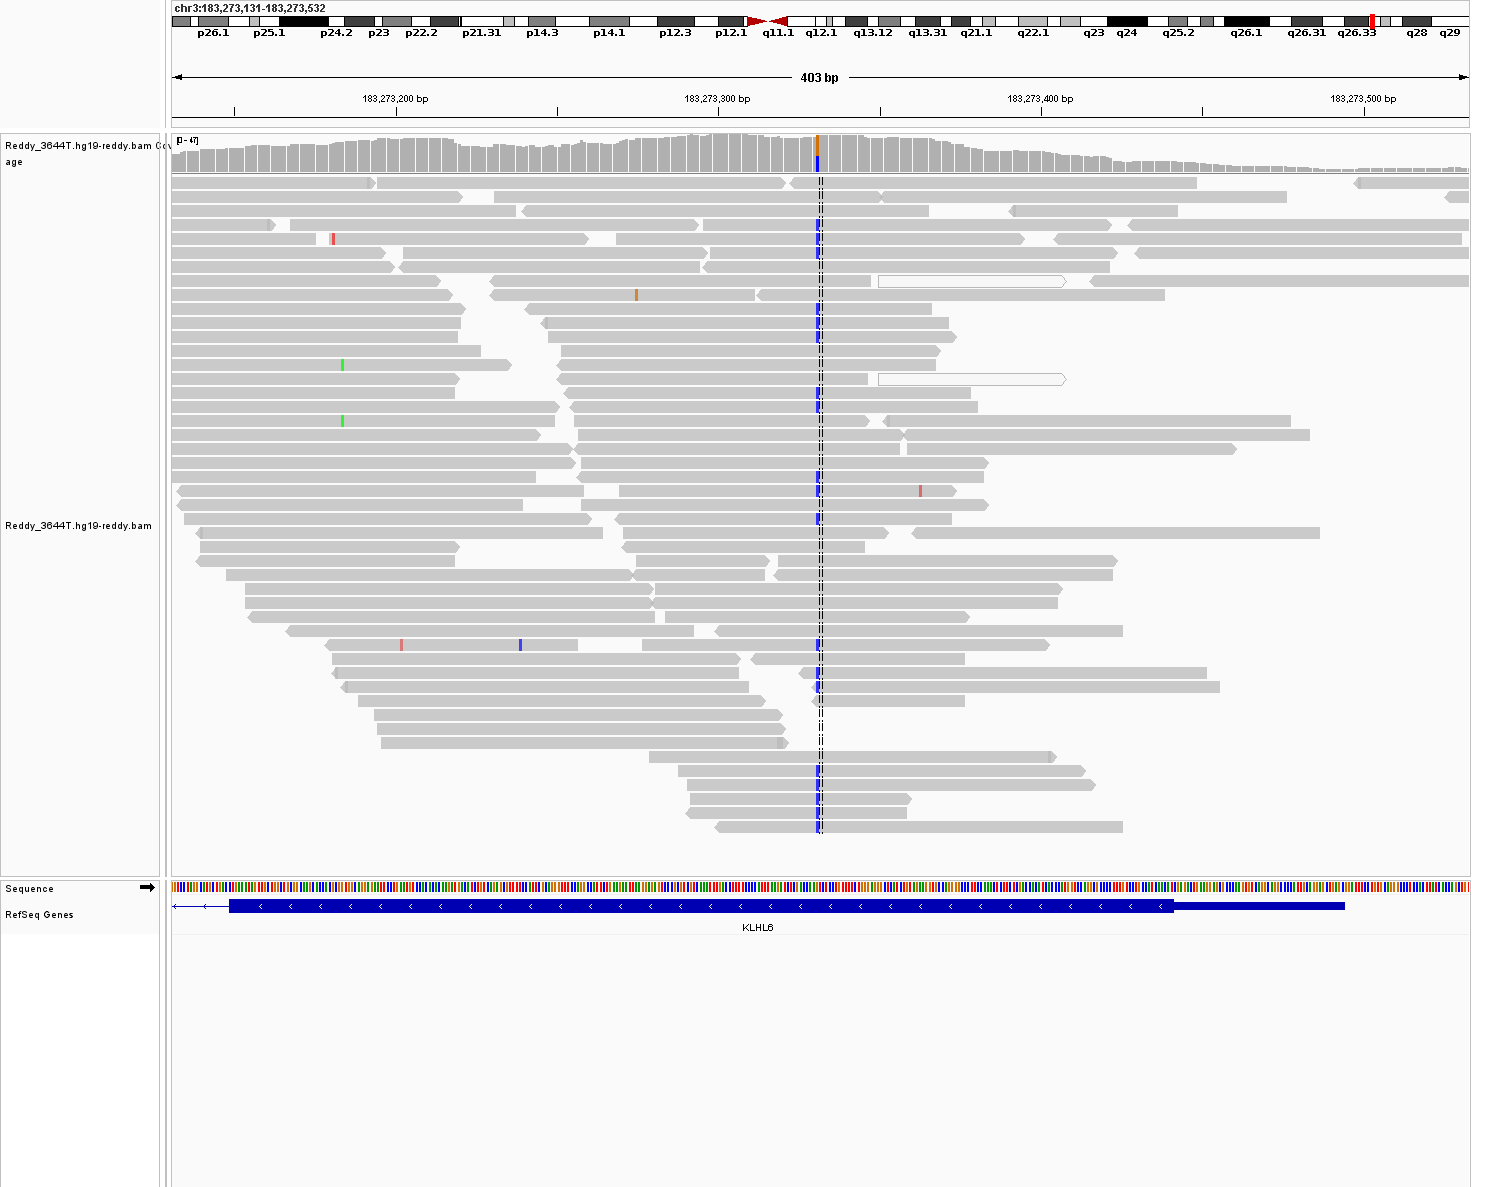 chr3:183,273,131-183,273,532
p26.1 p25.1 p24.2 p23 p22.2 p21.31 p14.3 p14.1 p12.3 p12.1 q11.1 q12.1 q13.12 q13.31 q21.1 q22.1 q23 q24 q25.2 q26.1 q26.31 q26.33 q28 q29
403 bp
183,273,200 bp 183,273,300 bp 183,273,400 bp 183,273,500 bp
[0 - 47]
Reddy_3644T.hg19-reddy.bam Cov
age
Reddy_3644T.hg19-reddy.bam
Sequence
RefSeq Genes
KLHL6